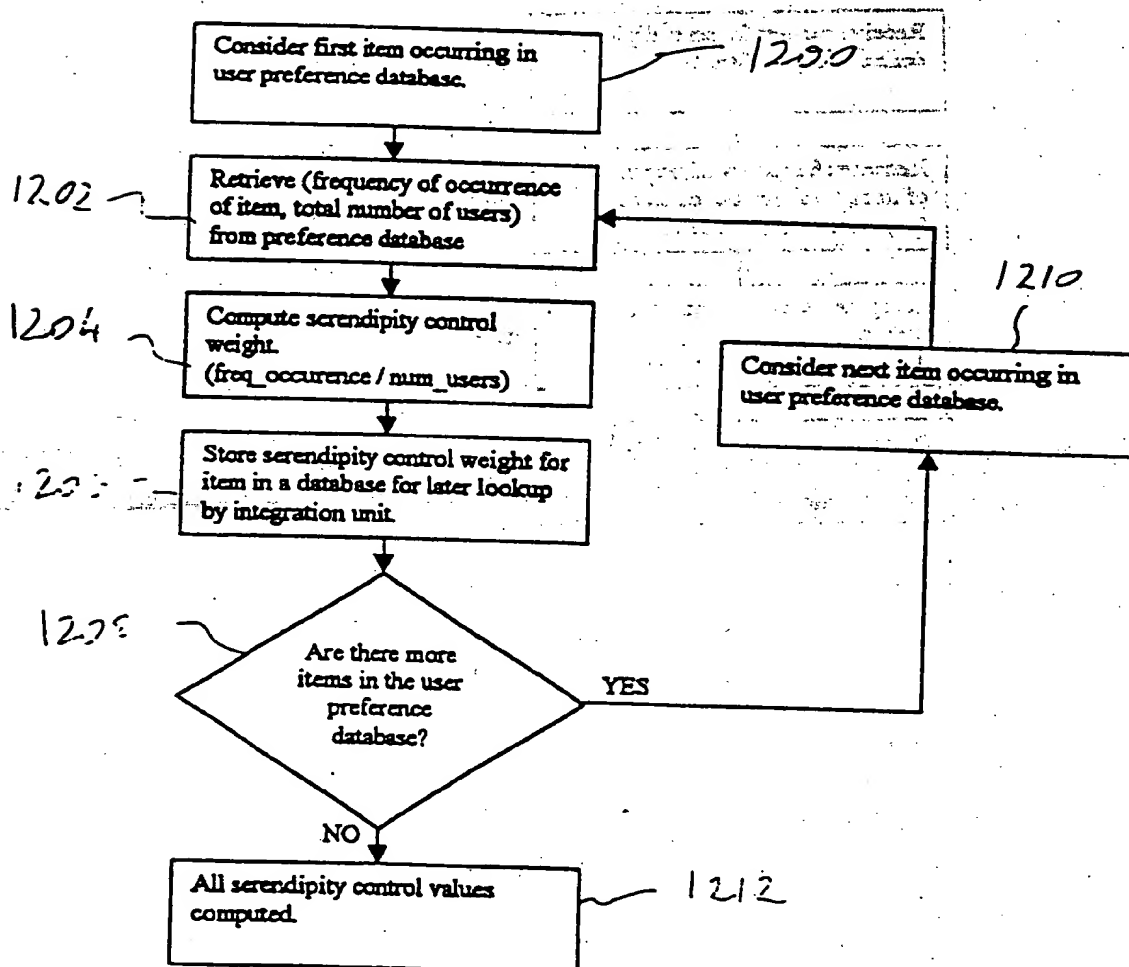 Consider first item occurring in
user preference database.
1200
1202
Retrieve (frequency of occurrence
of item, total number of users)
from preference database
1204
Compute serendipity control
weight.
(freq_occurence / num_users)
1210
Consider next item occurring in
user preference database.
Store serendipity control weight for
item in a database for later lookup
by integration unit.
Are there more
items in the user
preference
database?
YES
NO
All serendipity control values
computed.
1212